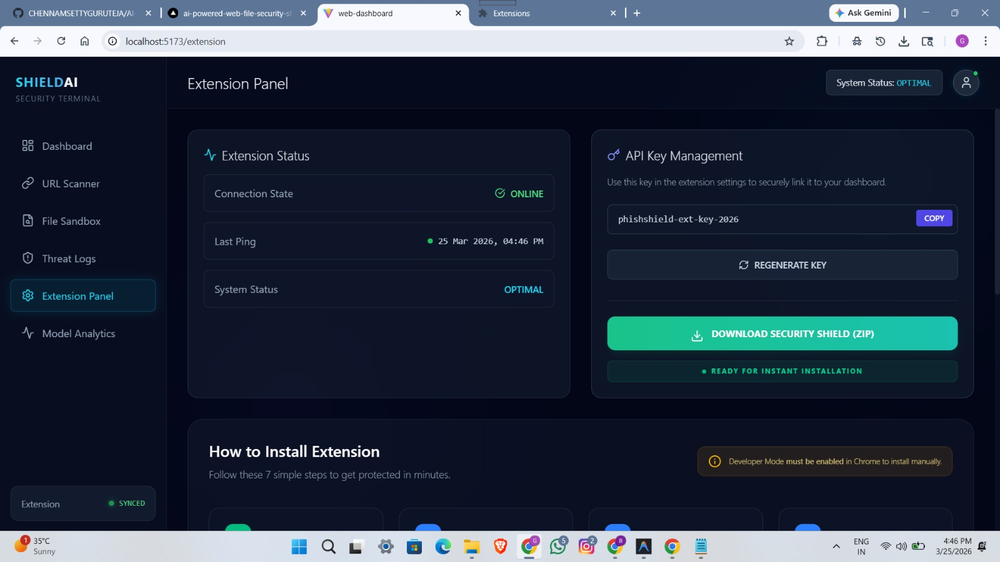 CHENNAMSETTYGURUTEJA/AI-
ai-powered-web-file-security-sl
web-dashboard
Extensions
Ask Gemini
localhost:5173/extension
G
SHIELDAI
SECURITY TERMINAL
Extension Panel
System Status: OPTIMAL
Dashboard
URL Scanner
File Sandbox
Threat Logs
Extension Panel
Model Analytics
Extension
SYNCED
Extension Status
Connection State
ONLINE
Last Ping
25 Mar 2026, 04:46 PM
System Status
OPTIMAL
API Key Management
Use this key in the extension settings to securely link it to your dashboard.
phishshield-ext-key-2026
COPY
REGENERATE KEY
DOWNLOAD SECURITY SHIELD (ZIP)
READY FOR INSTANT INSTALLATION
How to Install Extension
Follow these 7 simple steps to get protected in minutes.
Developer Mode must be enabled in Chrome to install manually.
1
35°C
Sunny
G
5
2
B
ENG
IN
4:46 PM
3/25/2026